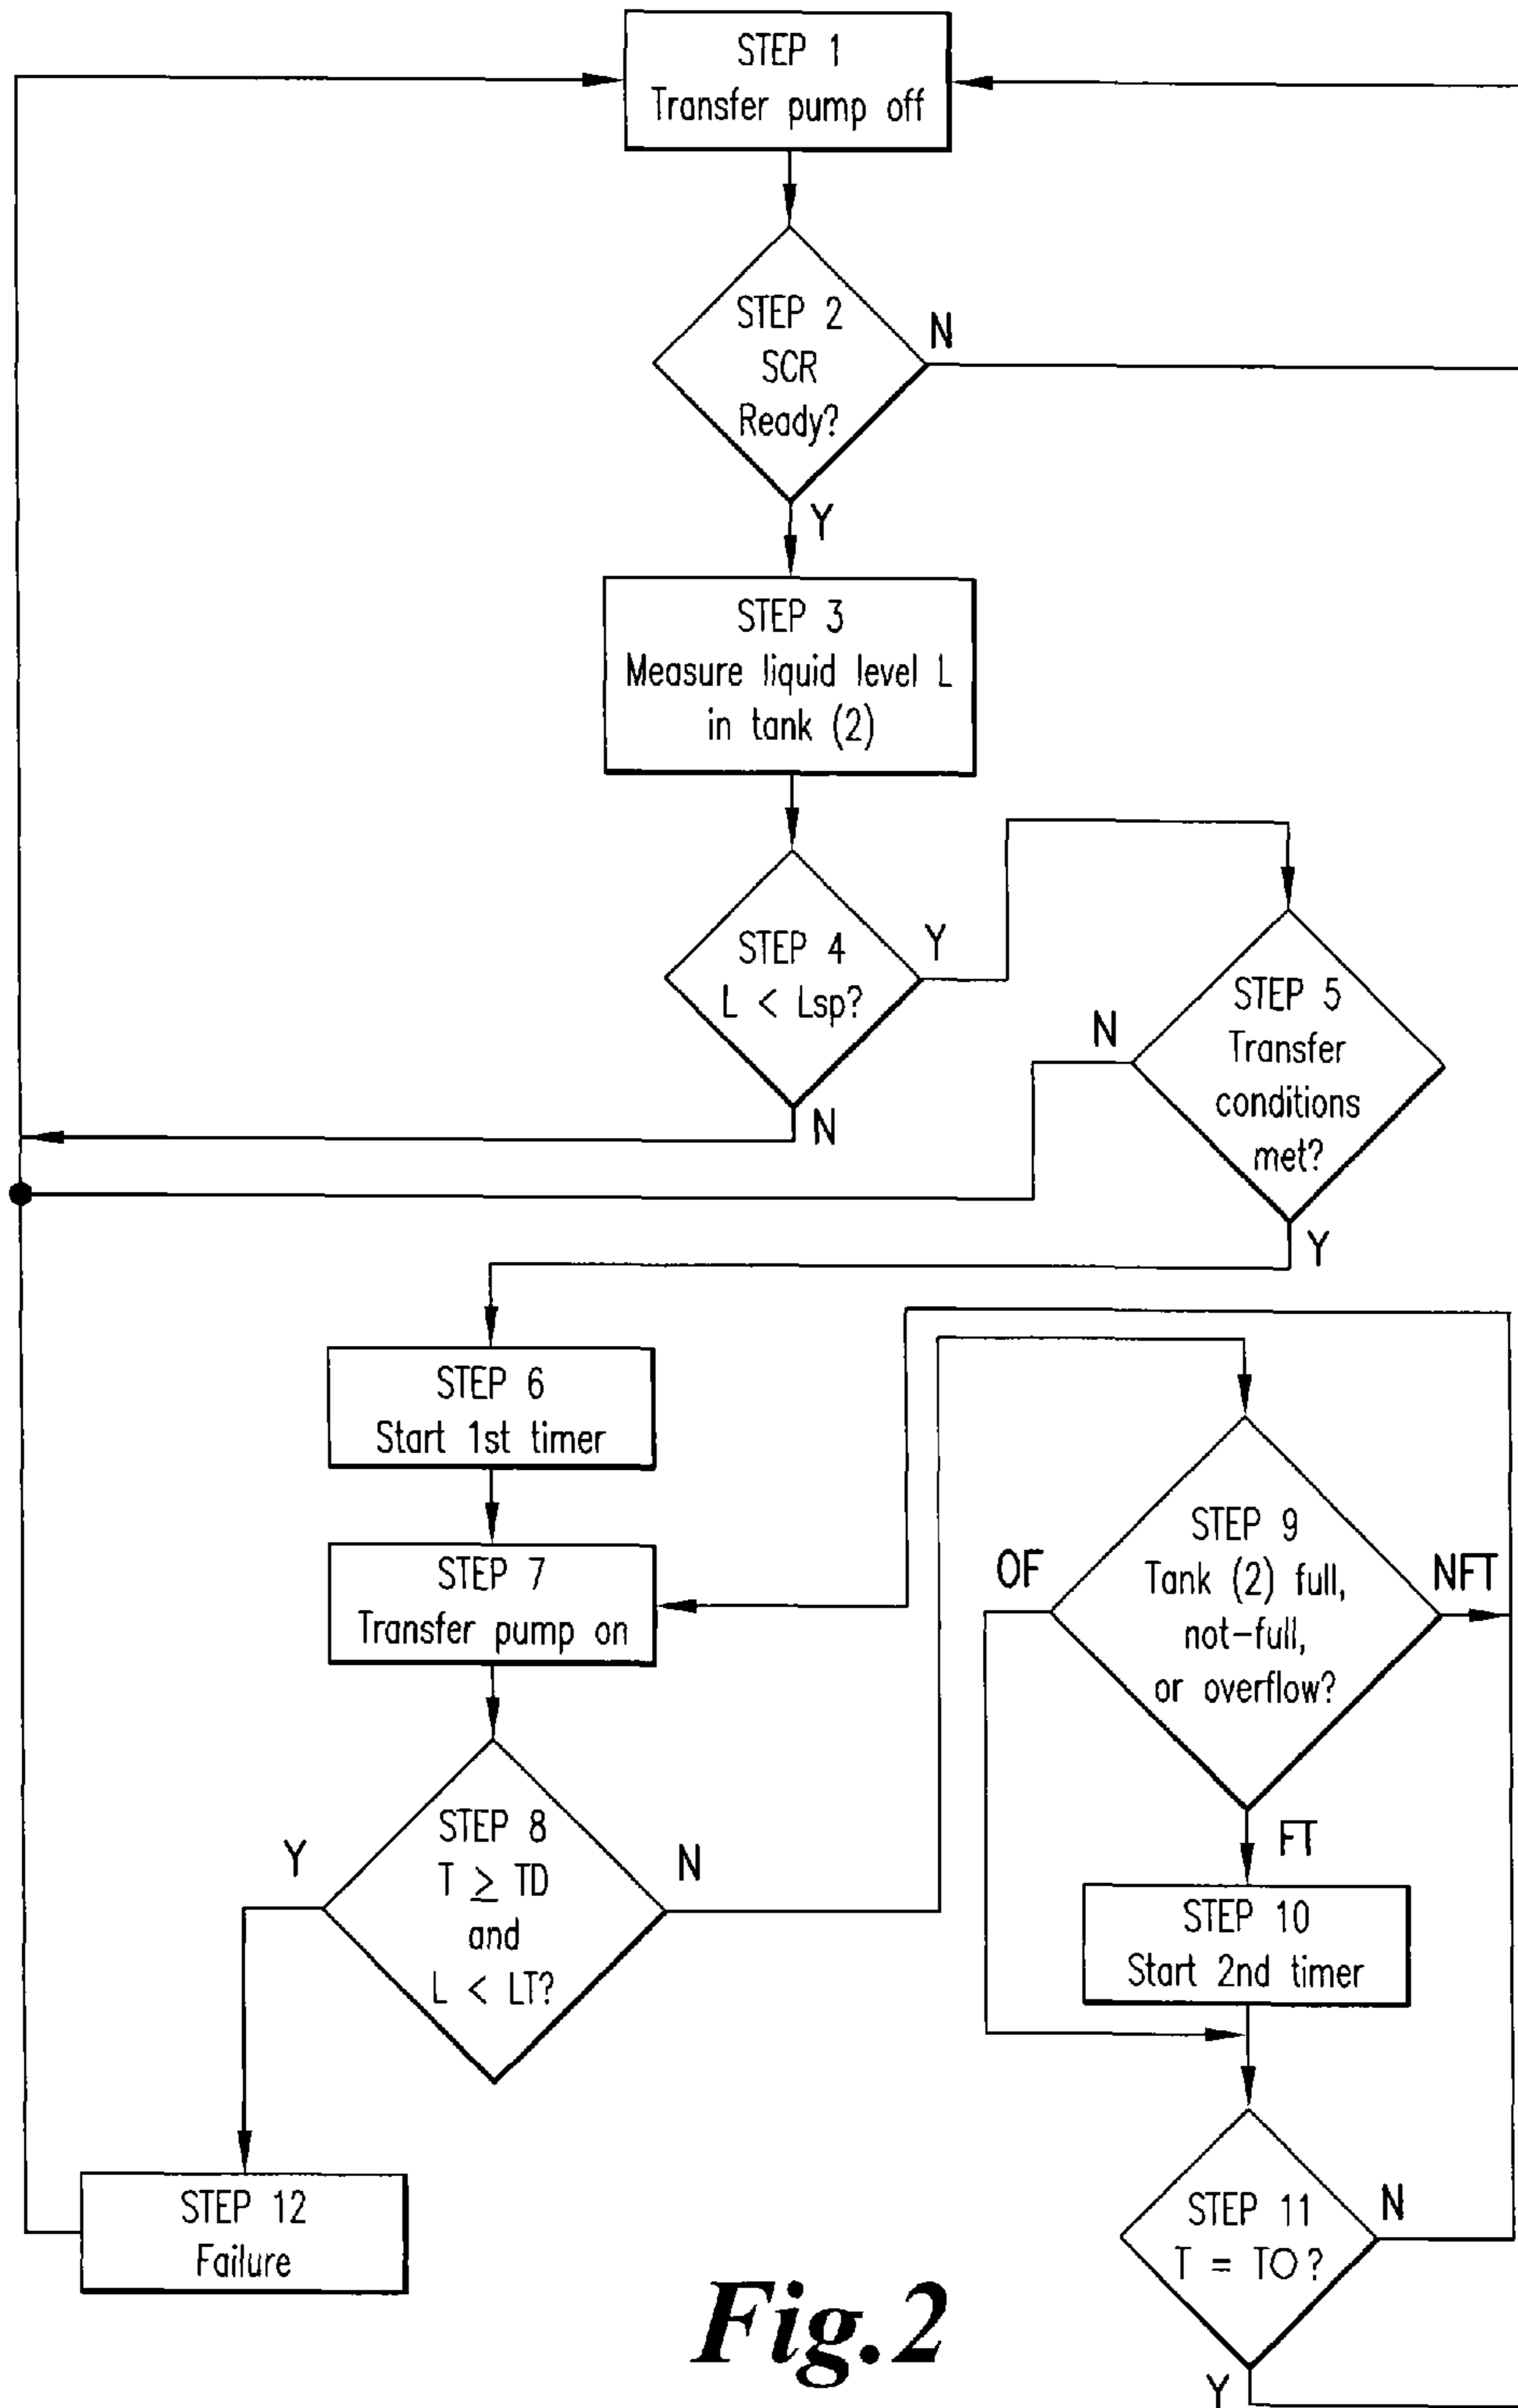 STEP 1
Transfer pump off
STEP 2
SCR
Ready?
N
Y
STEP 3
Measure liquid level L
in tank (2)
STEP 4
L < Lsp?
Y
N
STEP 5
Transfer
conditions
met?
N
Y
STEP 6
Start 1st timer
STEP 7
Transfer pump on
STEP 8
T ≥ TD
and
L < LT?
Y
N
STEP 9
Tank (2) full,
not-full,
or overflow?
OF
NFT
FT
STEP 10
Start 2nd timer
STEP 11
T = TO?
N
Y
STEP 12
Failure
Fig.2